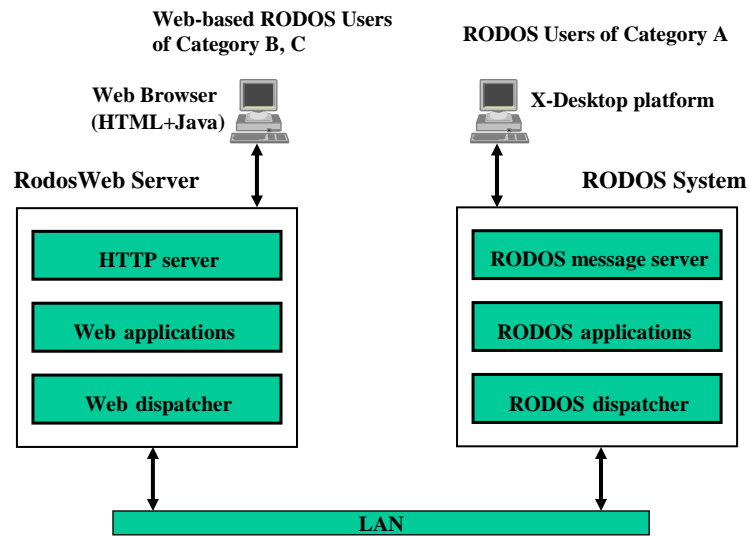 Web-based RODOS Users
of Category B, C
RODOS Users of Category A
Web Browser
(HTML+Java)
X-Desktop platform
RodosWeb Server
RODOS System
HTTP server
Web applications
Web dispatcher
RODOS message server
RODOS applications
RODOS dispatcher
LAN